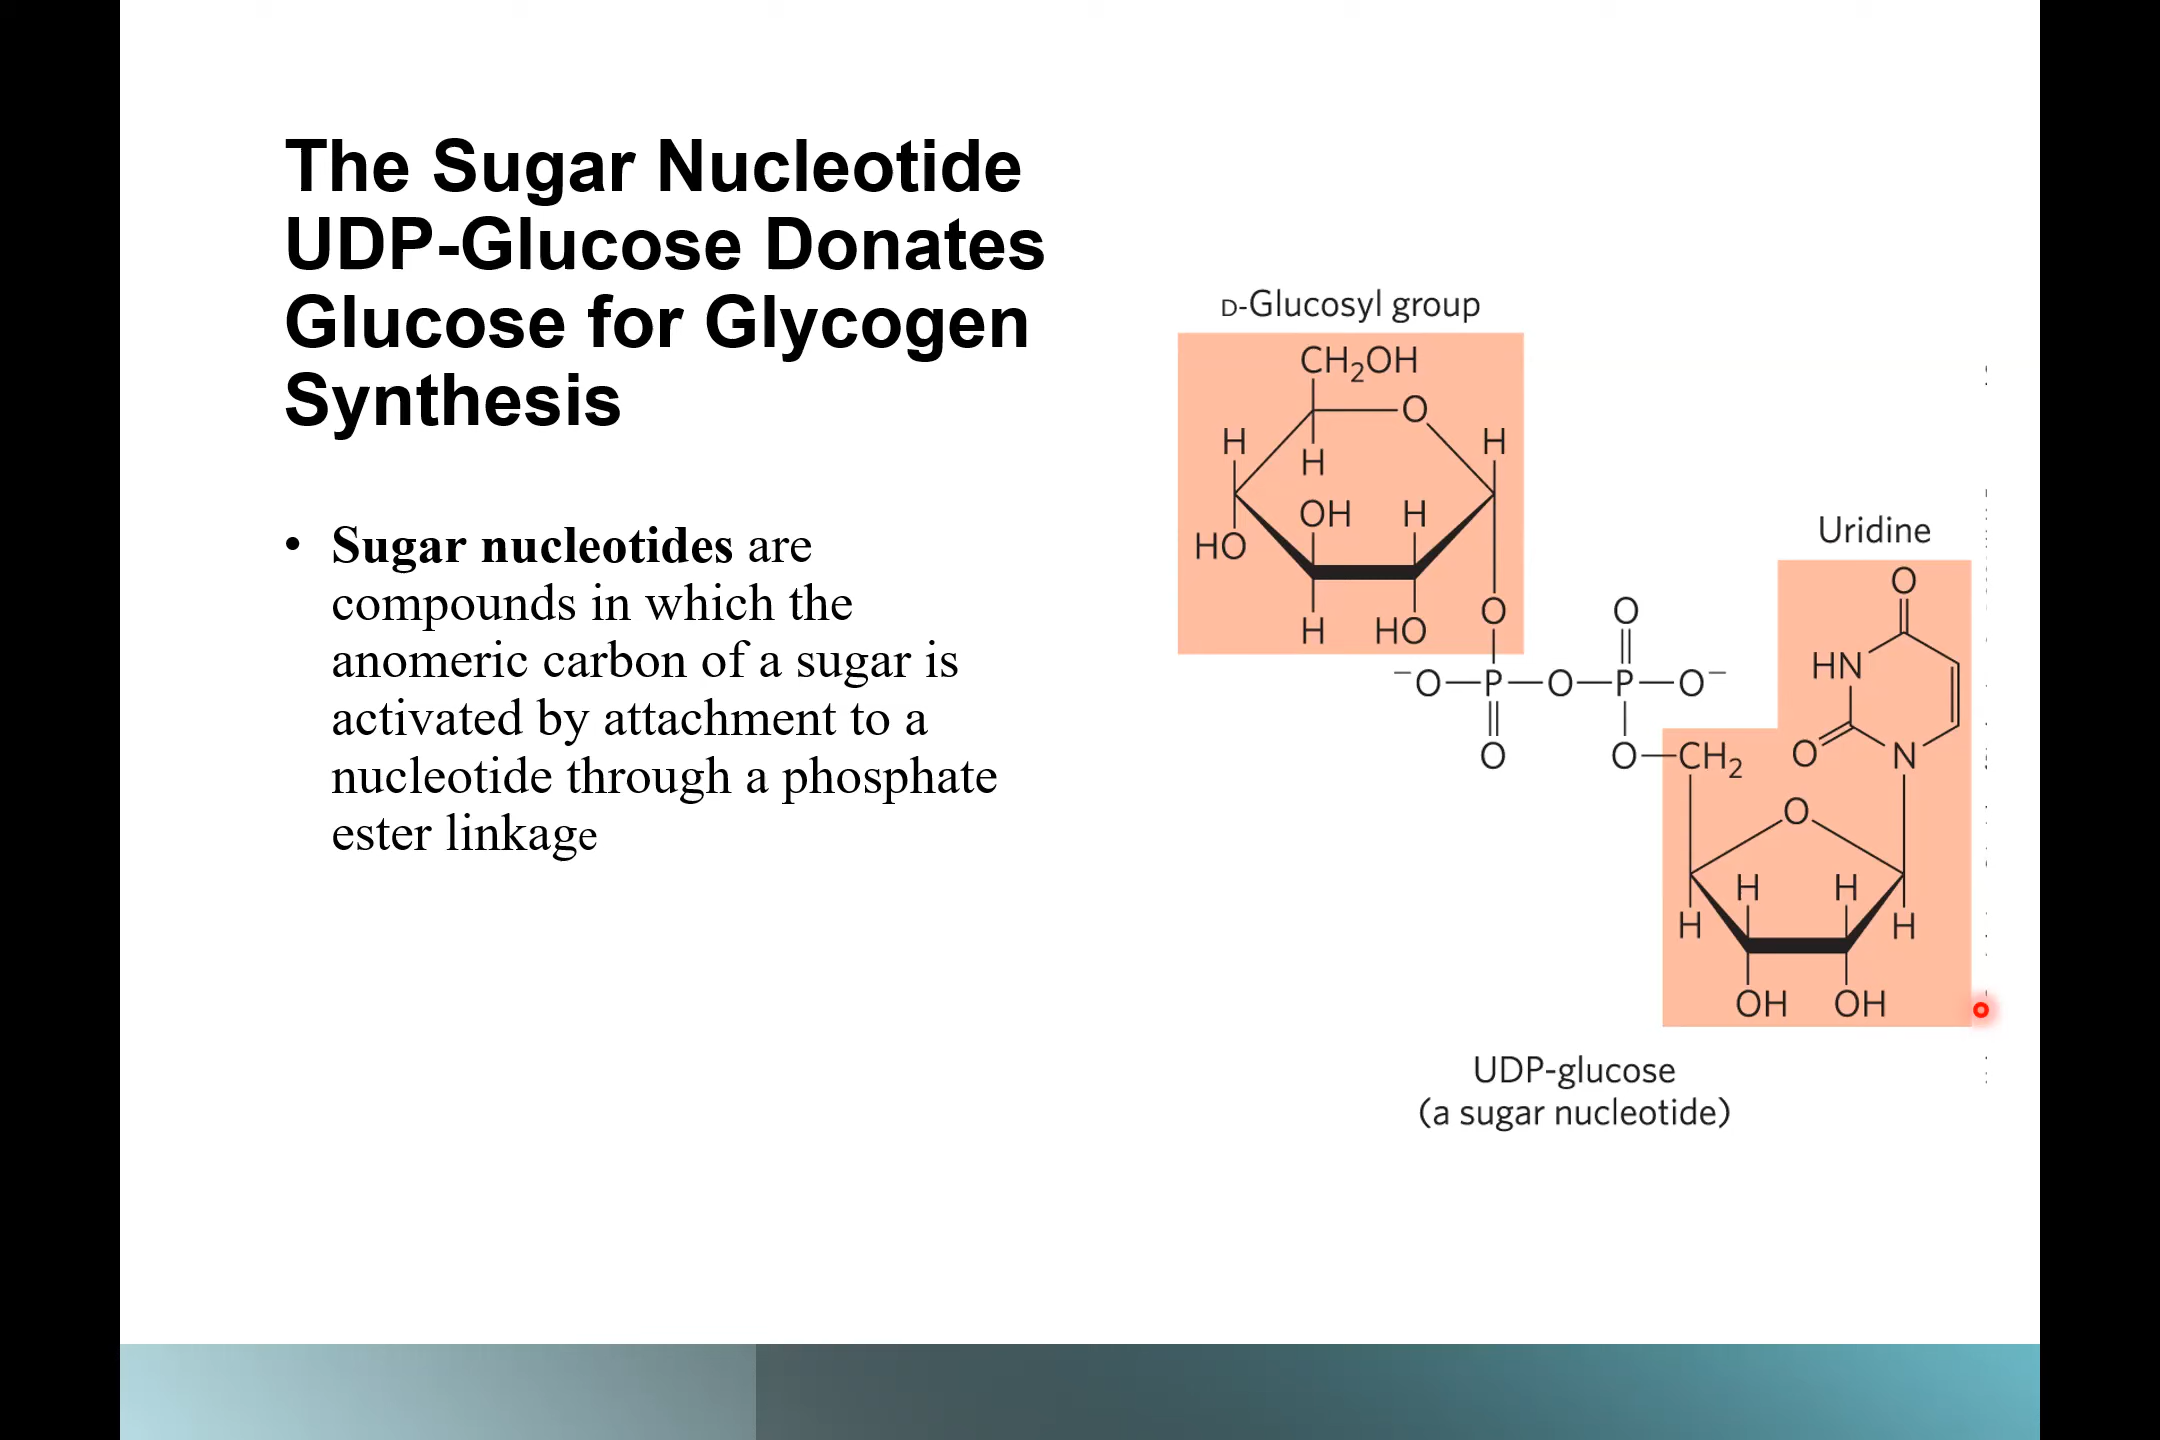 The Sugar Nucleotide
UDP-Glucose Donates
Glucose for Glycogen
Synthesis
• Sugar nucleotides are
compounds in which the
anomeric carbon of a sugar is
activated by attachment to a
nucleotide through a phosphate
ester linkage
D-Glucosyl group
CH₂OH
O
H
H
H
OH
H
HO
O
H
HO
⁻O—P—O—P—O⁻
O
O
O—CH₂
Uridine
O
HN
O
N
O
H
H
H
H
OH
OH
UDP-glucose
(a sugar nucleotide)